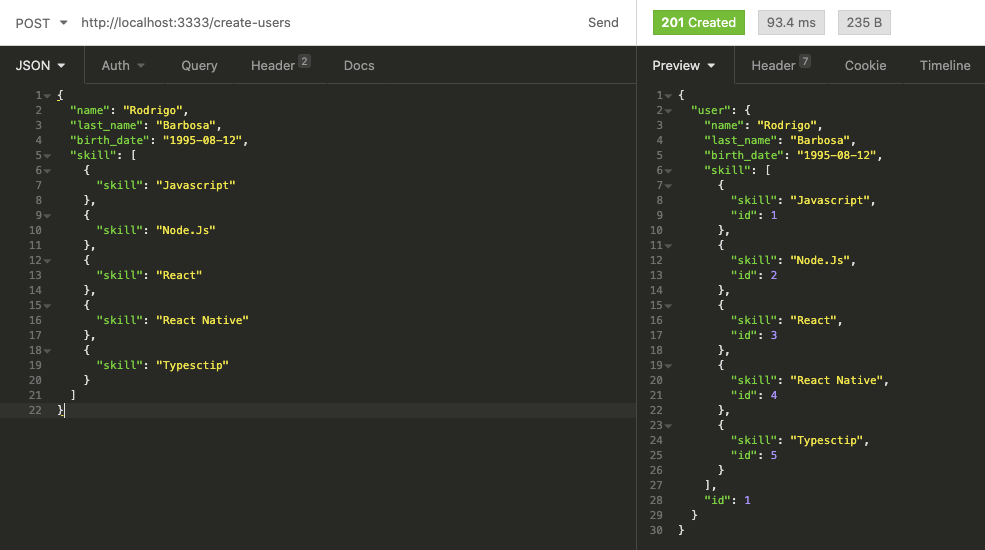 POST http://localhost:3333/create-users Send 201 Created 93.4 ms 235 B
JSON Auth Query Header 2 Docs
1 {
2 "name": "Rodrigo",
3 "last_name": "Barbosa",
4 "birth_date": "1995-08-12",
5 "skill": [
6 {
7 "skill": "Javascript"
8 },
9 {
10 "skill": "Node.Js"
11 },
12 {
13 "skill": "React"
14 },
15 {
16 "skill": "React Native"
17 },
18 {
19 "skill": "Typesctip"
20 }
21 ]
22 }
Preview Header 7 Cookie Timeline
1 {
2 "user": {
3 "name": "Rodrigo",
4 "last_name": "Barbosa",
5 "birth_date": "1995-08-12",
6 "skill": [
7 {
8 "skill": "Javascript",
9 "id": 1
10 },
11 {
12 "skill": "Node.Js",
13 "id": 2
14 },
15 {
16 "skill": "React",
17 "id": 3
18 },
19 {
20 "skill": "React Native",
21 "id": 4
22 },
23 {
24 "skill": "Typesctip",
25 "id": 5
26 }
27 ],
28 "id": 1
29 }
30 }